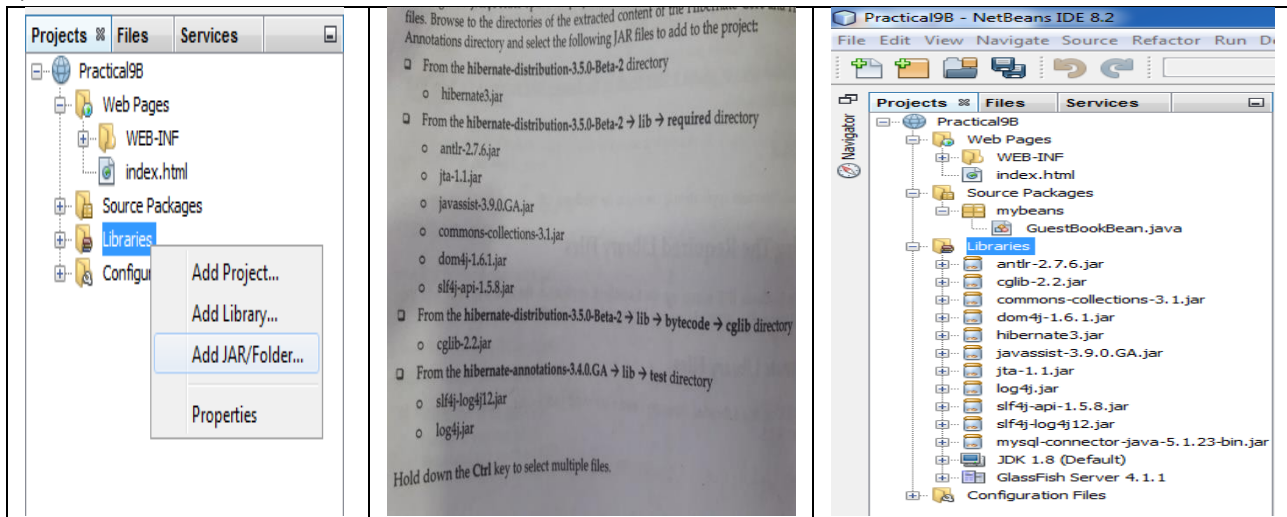 Projects Files Services
Practical9B
Web Pages
WEB-INF
index.html
Source Packages
Libraries
Configur
Add Project...
Add Library...
Add JAR/Folder...
Properties
files. Browse to the directories of the extracted content of the Hibernate Core and
Annotations directory and select the following JAR files to add to the project:
From the hibernate-distribution-3.5.0-Beta-2 directory
hibernate3.jar
From the hibernate-distribution-3.5.0-Beta-2 → lib → required directory
antlr-2.7.6.jar
jta-1.1.jar
javassist-3.9.0.GA.jar
commons-collections-3.1.jar
dom4j-1.6.1.jar
slf4j-api-1.5.8.jar
From the hibernate-distribution-3.5.0-Beta-2 → lib → bytecode → cglib directory
cglib-2.2.jar
From the hibernate-annotations-3.4.0.GA → lib → test directory
slf4j-log4j12.jar
log4j.jar
Hold down the Ctrl key to select multiple files.
Practical9B - NetBeans IDE 8.2
File Edit View Navigate Source Refactor Run D
Navigator
Projects Files Services
Practical9B
Web Pages
WEB-INF
index.html
Source Packages
mybeans
GuestBookBean.java
Libraries
antlr-2.7.6.jar
cglib-2.2.jar
commons-collections-3.1.jar
dom4j-1.6.1.jar
hibernate3.jar
javassist-3.9.0.GA.jar
jta-1.1.jar
log4j.jar
slf4j-api-1.5.8.jar
slf4j-log4j12.jar
mysql-connector-java-5.1.23-bin.jar
JDK 1.8 (Default)
GlassFish Server 4.1.1
Configuration Files